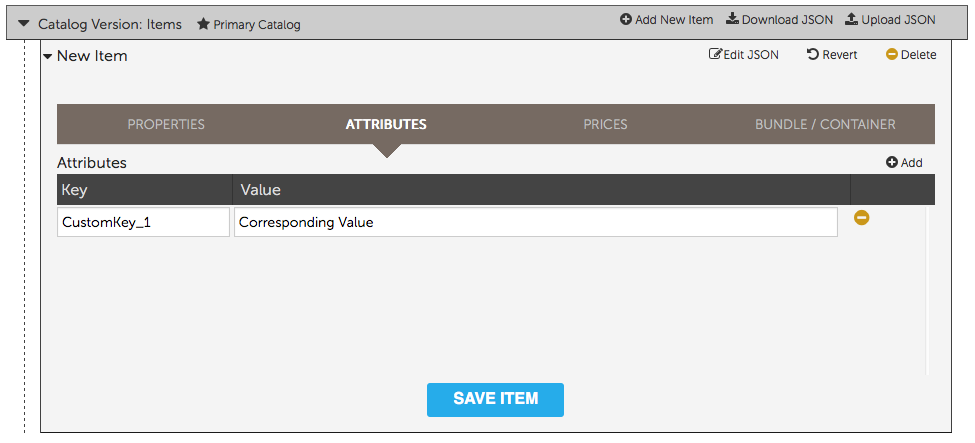 Catalog Version: Items Primary Catalog Add New Item Download JSON Upload JSON
New Item Edit JSON Revert Delete
PROPERTIES ATTRIBUTES PRICES BUNDLE / CONTAINER
Attributes Add
Key Value
CustomKey_1 Corresponding Value
SAVE ITEM